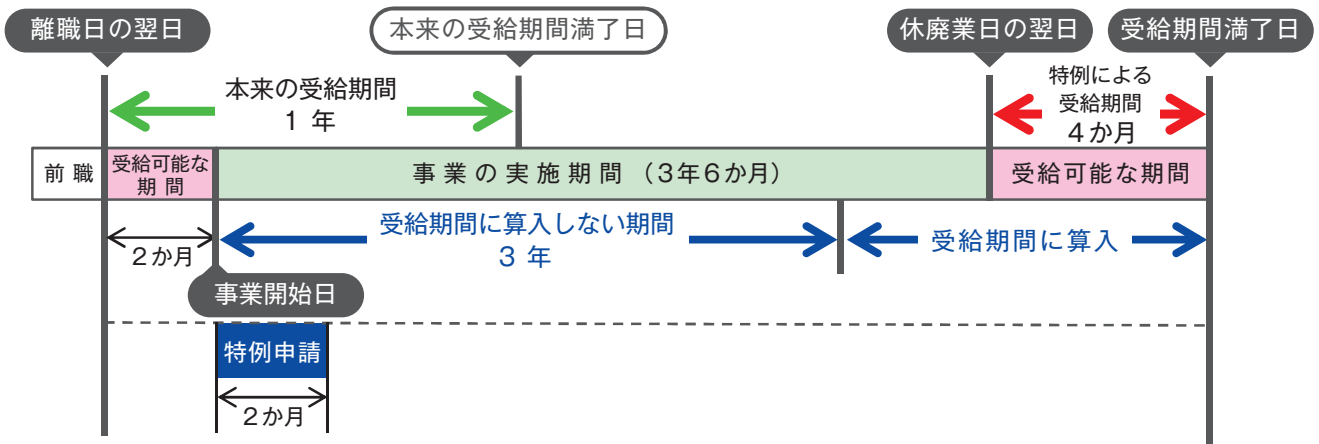 離職日の翌日
本来の受給期間満了日
休廃業日の翌日
受給期間満了日
本来の受給期間
1 年
特例による
受給期間
4か月
前職
受給可能な
期間
事業の実施期間（3年6か月）
受給可能な期間
2か月
受給期間に算入しない期間
3 年
受給期間に算入
事業開始日
特例申請
2か月